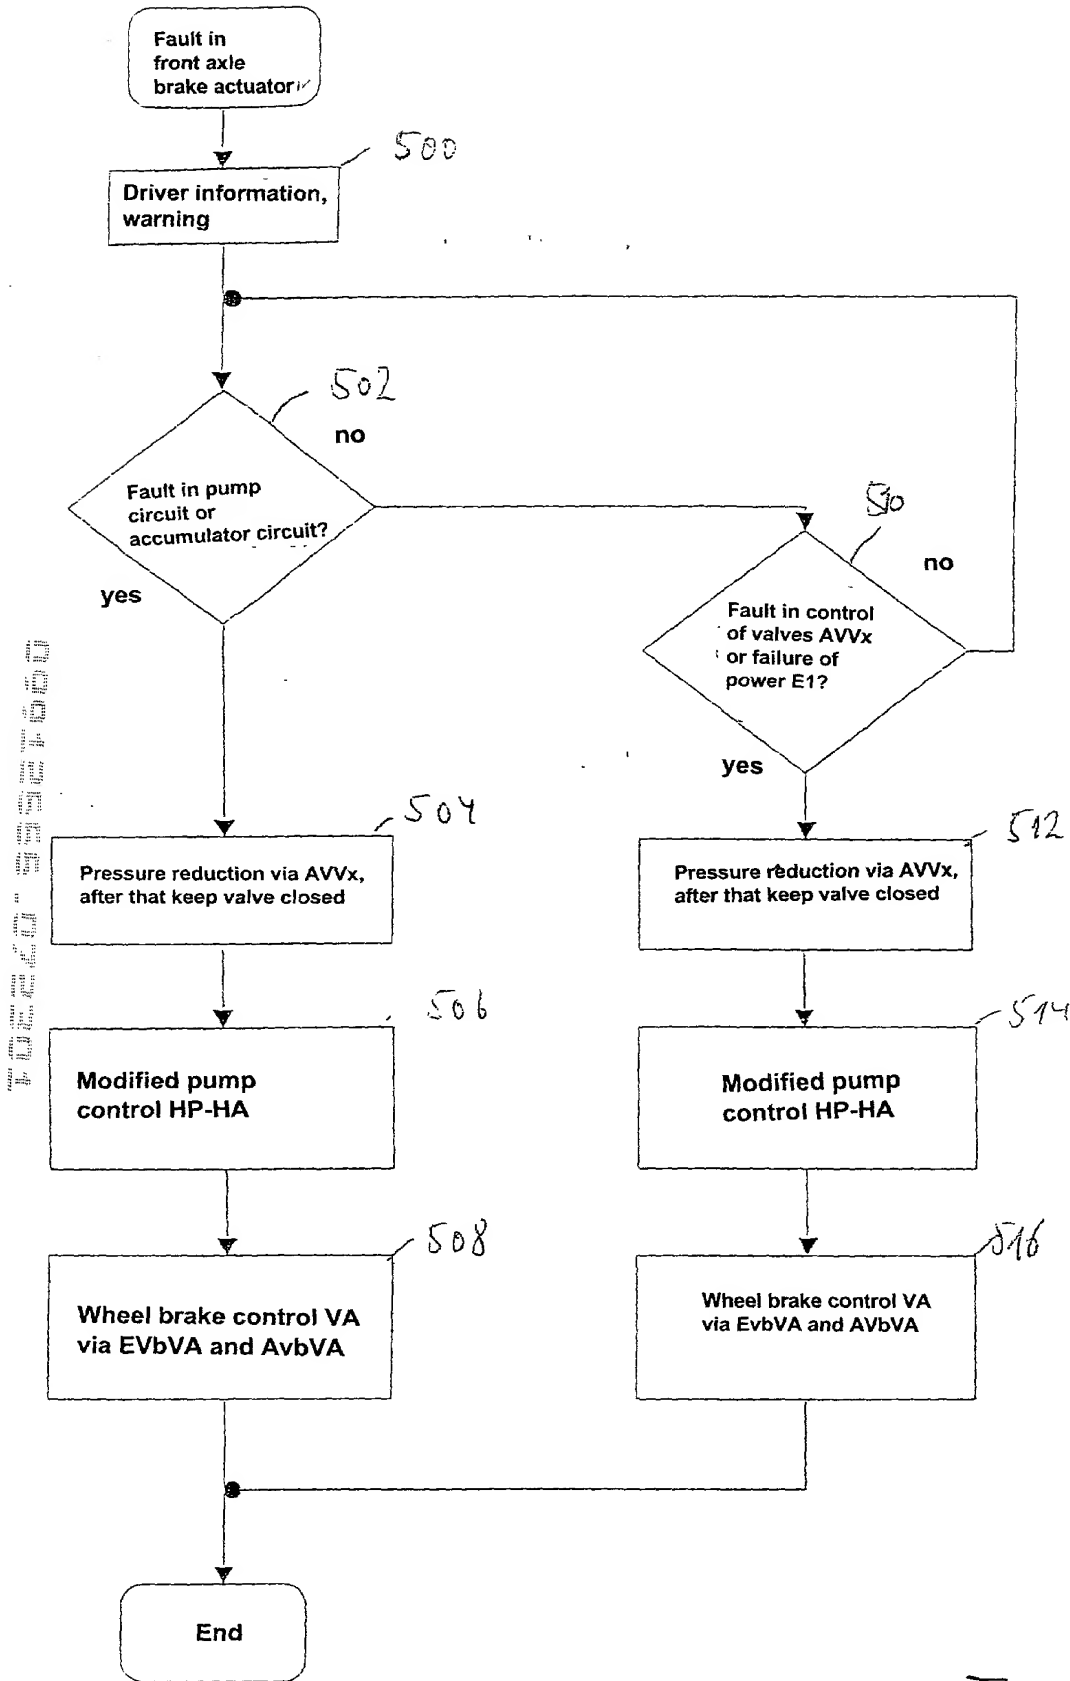 Fault in
front axle
brake actuator
500
Driver information,
warning
502
no
Fault in pump
circuit or
accumulator circuit?
yes
510
no
Fault in control
of valves AVVx
or failure of
power E1?
yes
504
Pressure reduction via AVVx,
after that keep valve closed
512
Pressure reduction via AVVx,
after that keep valve closed
506
Modified pump
control HP-HA
514
Modified pump
control HP-HA
508
Wheel brake control VA
via EVbVA and AvbVA
516
Wheel brake control VA
via EvbVA and AVbVA
End